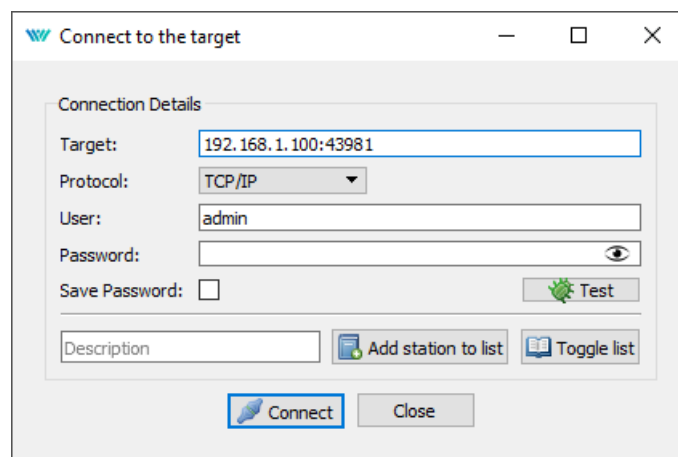 Connect to the target
Connection Details
Target: 192.168.1.100:43981
Protocol: TCP/IP
User: admin
Password:
Save Password: Test
Description Add station to list Toggle list
Connect Close